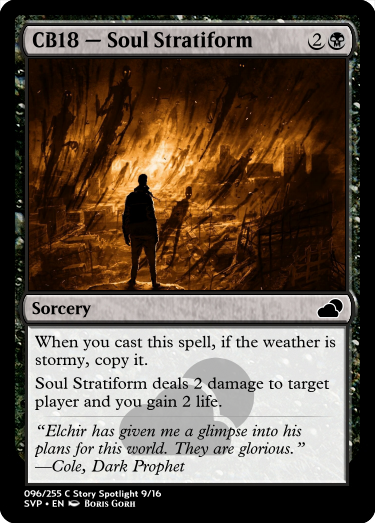 CB18 — Soul Stratiform 2
Sorcery
When you cast this spell, if the weather is
stormy, copy it.
Soul Stratiform deals 2 damage to target
player and you gain 2 life.
“Elchir has given me a glimpse into his
plans for this world. They are glorious.”
—Cole, Dark Prophet
096/255 C Story Spotlight 9/16
SVP • EN Boris Gorh